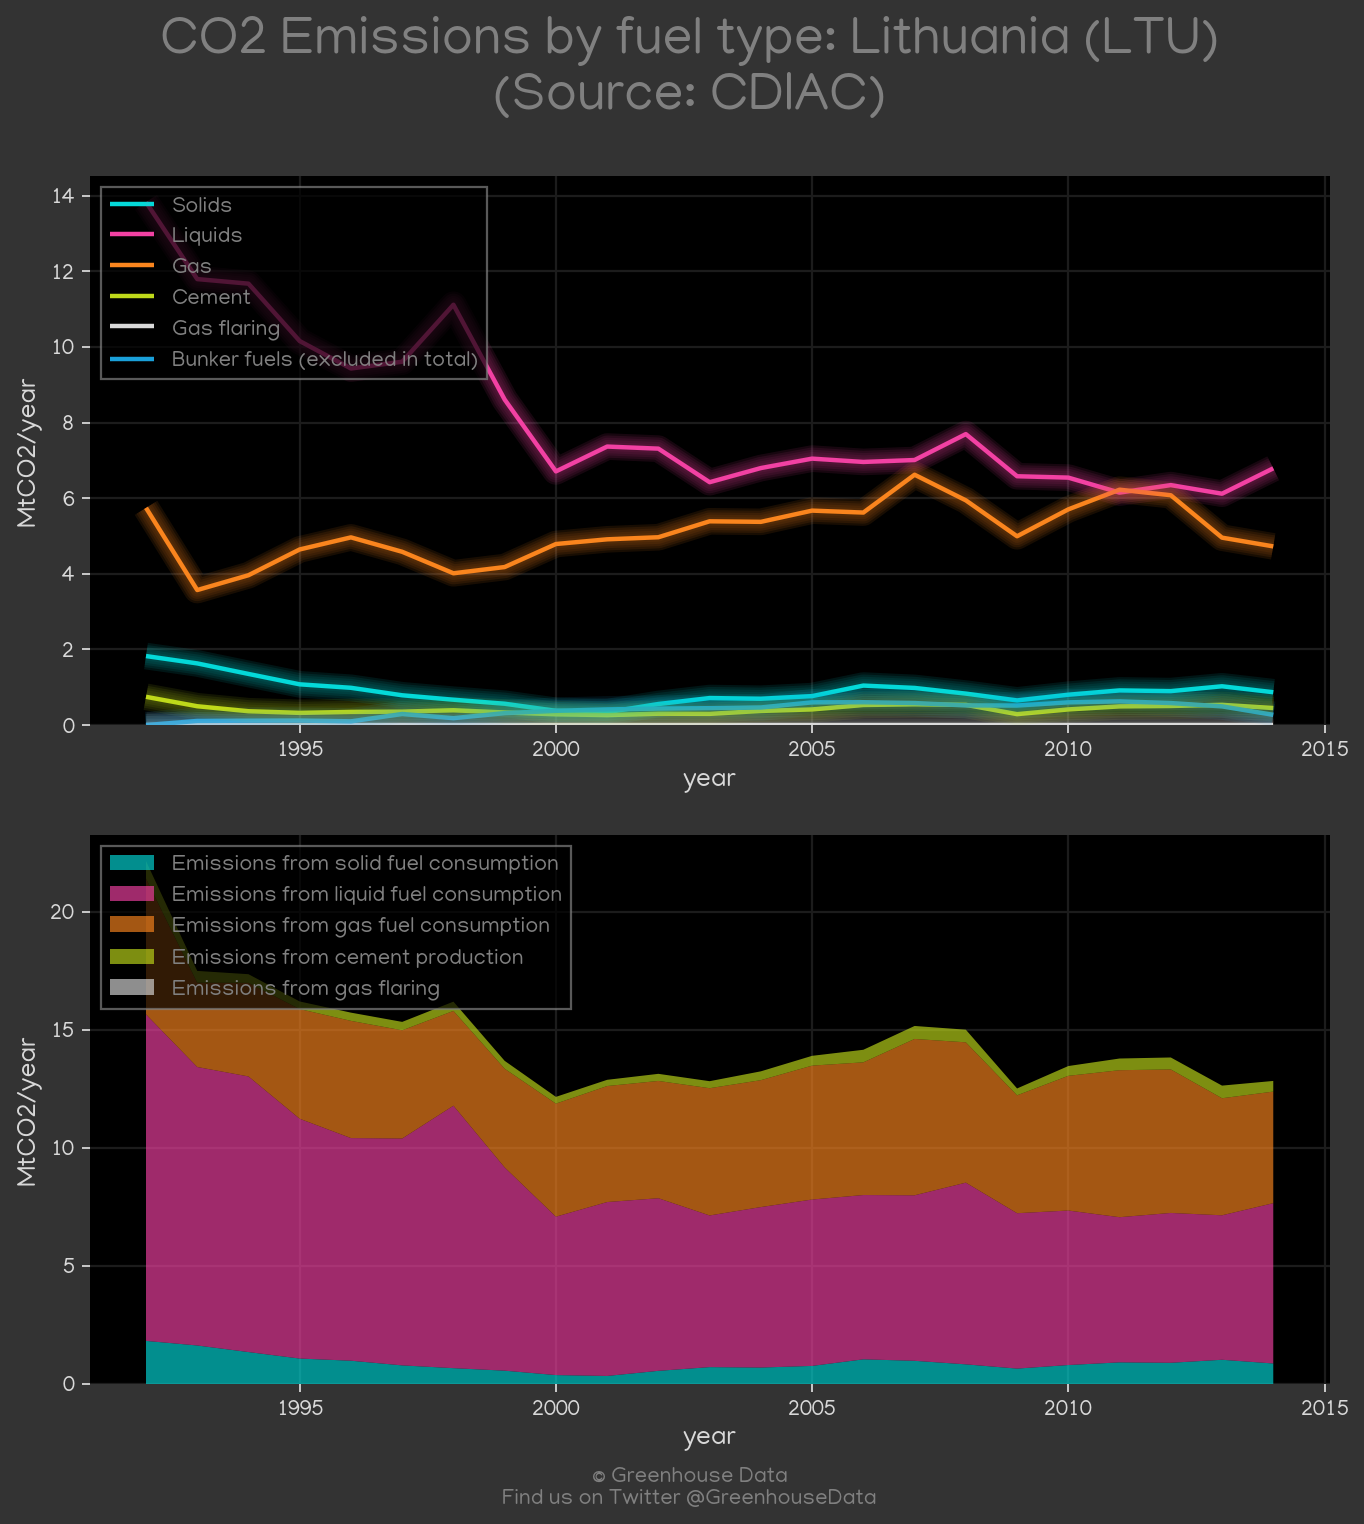 CO2 Emissions by fuel type: Lithuania (LTU)
(Source: CDIAC)
14
12
10
8
6
4
2
0
MtCO2/year
Solids
Liquids
Gas
Cement
Gas flaring
Bunker fuels (excluded in total)
1995
2000
2005
2010
2015
year
20
15
10
5
0
MtCO2/year
Emissions from solid fuel consumption
Emissions from liquid fuel consumption
Emissions from gas fuel consumption
Emissions from cement production
Emissions from gas flaring
1995
2000
2005
2010
2015
year
© Greenhouse Data
Find us on Twitter @GreenhouseData